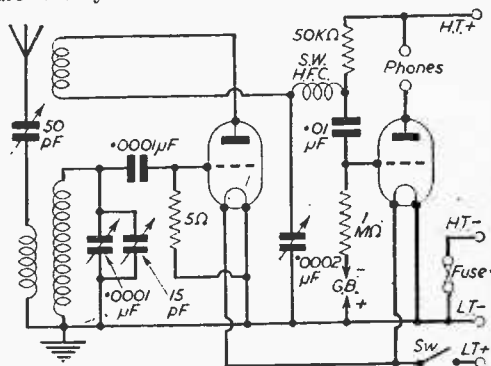 50KΩ
H.T.+
S.W.
H.F.C.
Phones
50
pF
·0001μF
·01
μF
5Ω
1
MΩ
·0002
μF
HT-
·0001
μF
15
pF
-
G.B.
+
Fuse
LT-
Sw
LT+